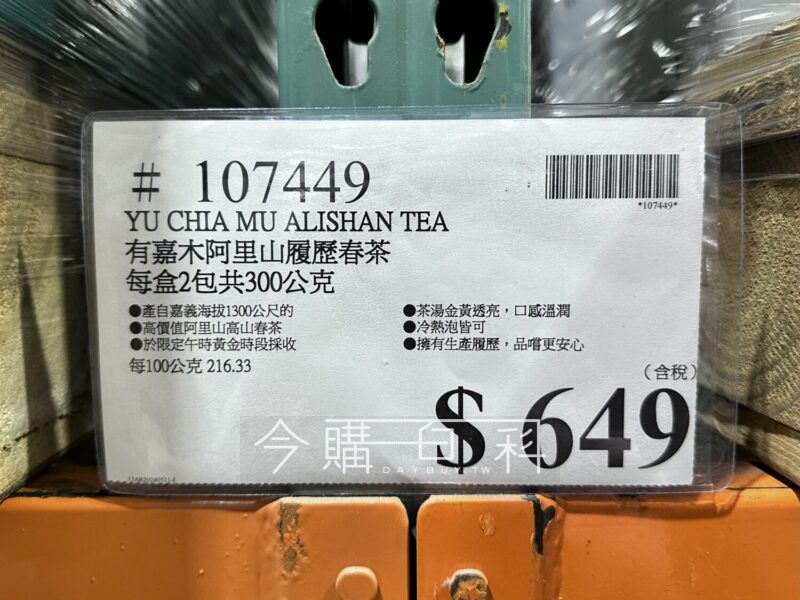 # 107449
*107449*
YU CHIA MU ALISHAN TEA
有嘉木阿里山履歷春茶
每盒2包共300公克
●產自嘉義海拔1300公尺的
●高價值阿里山高山春茶
●於限定午時黃金時段採收
●茶湯金黃透亮，口感溫潤
●冷熱泡皆可
●擁有生產履歷，品嚐更安心
每100公克 216.33
（含稅）
$ 649
今購百科
DAYBUY.TW